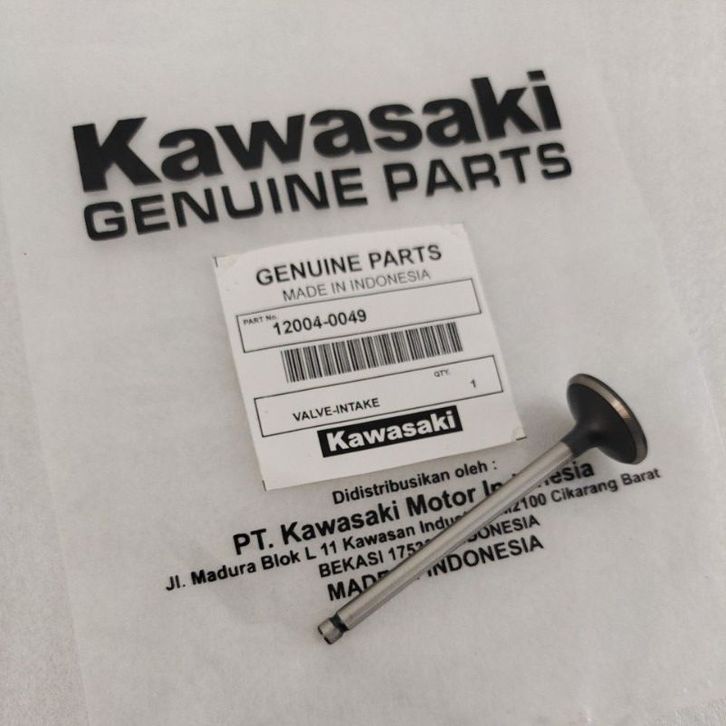 Kawasaki
GENUINE PARTS
GENUINE PARTS
MADE IN INDONESIA
PART No.
12004-0049
QTY.
VALVE-INTAKE 1
Kawasaki
Didistribusikan oleh :
PT. Kawasaki Motor
Jl. Madura Blok L 11 Kawasan Cikarang Barat
BEKASI
INDONESIA